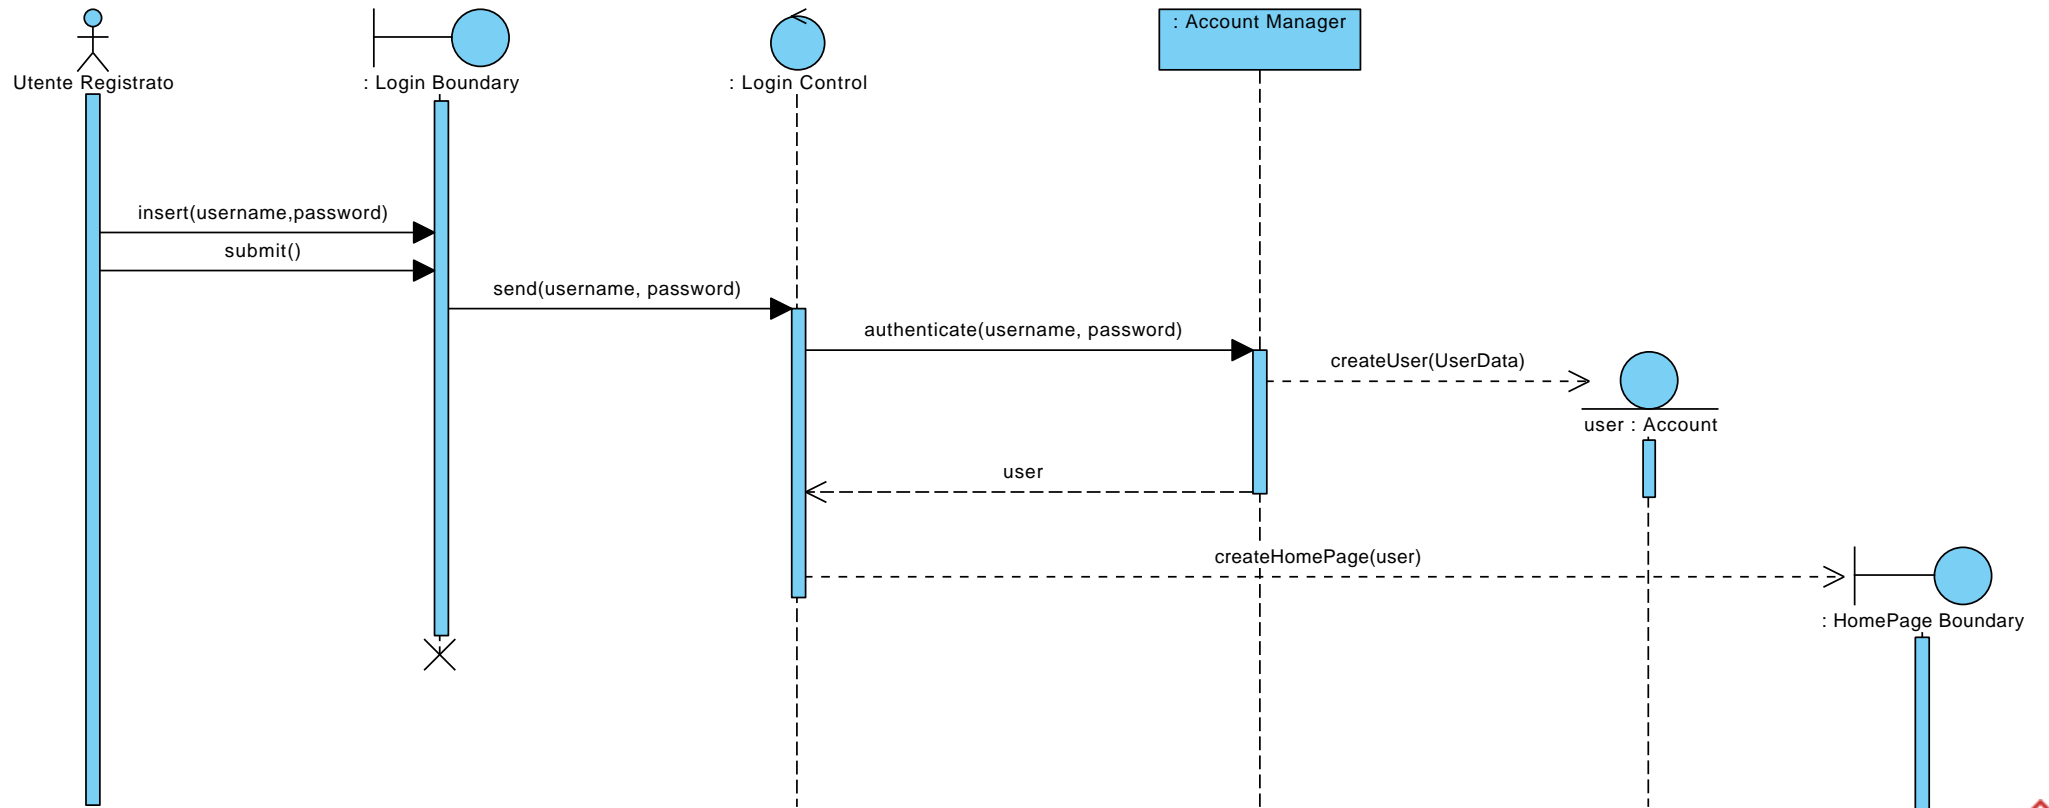 : Account Manager
Utente Registrato
: Login Boundary
: Login Control
insert(username,password)
submit()
send(username, password)
authenticate(username, password)
createUser(UserData)
user : Account
user
createHomePage(user)
: HomePage Boundary